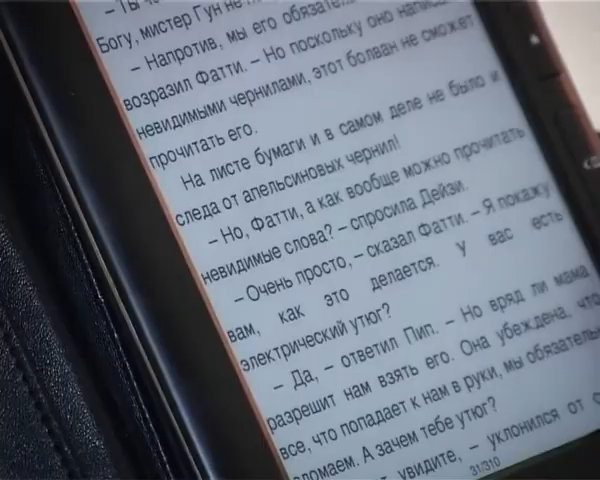 – Ты
Богу, мистер Гун не
– Напротив, мы его обязател
возразил Фатти. – Но поскольку оно написа
невидимыми чернилами, этот болван не сможет
прочитать его.
На листе бумаги и в самом деле не было и
следа от апельсиновых чернил!
– Но, Фатти, а как вообще можно прочитать
невидимые слова? – спросила Дейзи.
– Очень просто, – сказал Фатти. – Я покажу
вам, как это делается. У вас есть
электрический утюг?
– Да, – ответил Пип. – Но вряд ли мама
разрешит нам взять его. Она убеждена, что
все, что попадает к нам в руки, мы обязатель
сломаем. А зачем тебе утюг?
увидите, – уклонился от
31/310